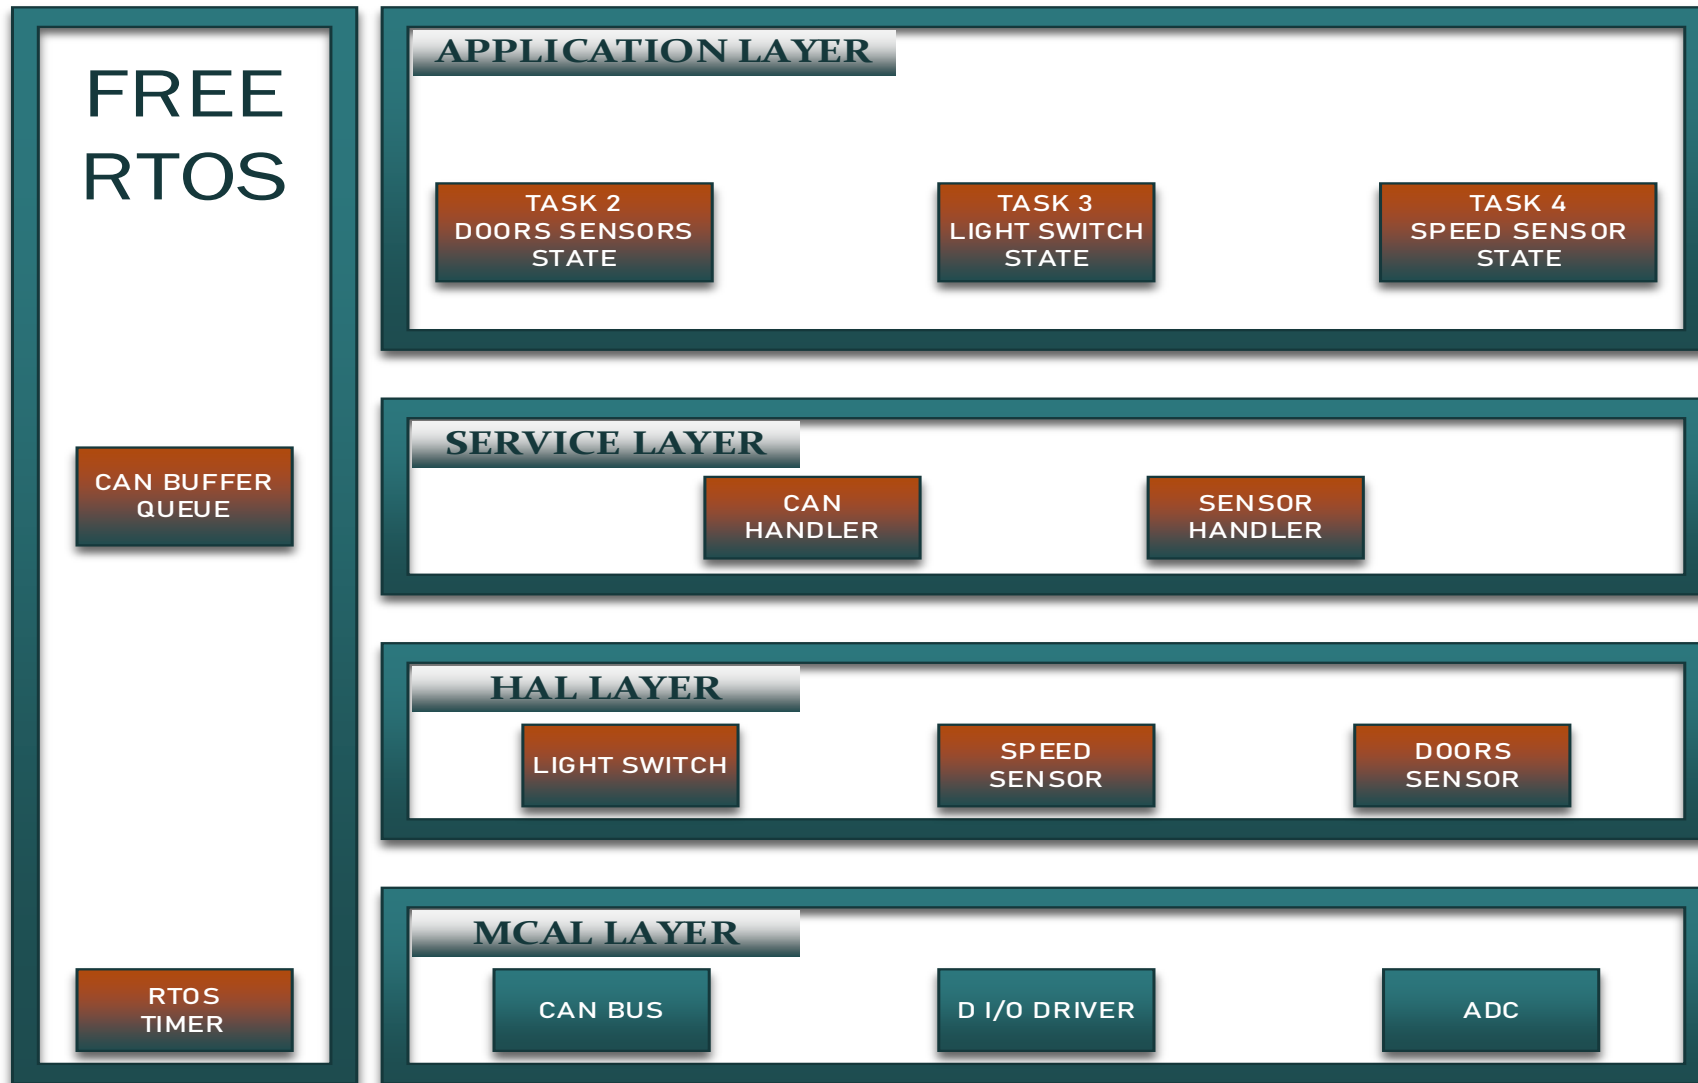 FREE
RTOS
CAN BUFFER
QUEUE
RTOS
TIMER
APPLICATION LAYER
TASK 2
DOORS SENSORS
STATE
TASK 3
LIGHT SWITCH
STATE
TASK 4
SPEED SENSOR
STATE
SERVICE LAYER
CAN
HANDLER
SENSOR
HANDLER
HAL LAYER
LIGHT SWITCH
SPEED
SENSOR
DOORS
SENSOR
MCAL LAYER
CAN BUS
D I/O DRIVER
ADC